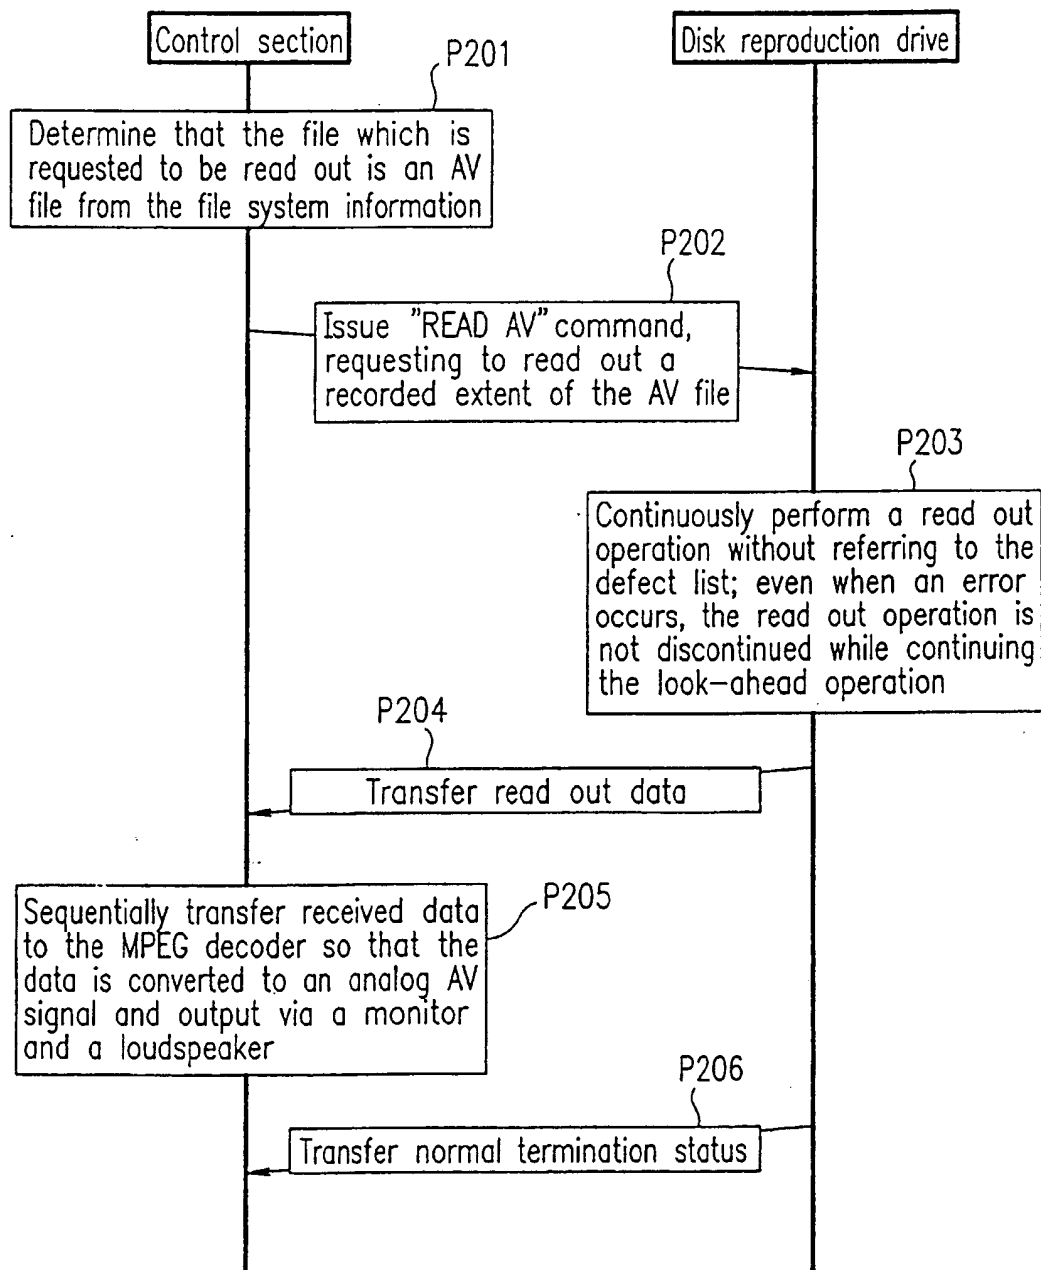 Control section
Disk reproduction drive
P201
Determine that the file which is
requested to be read out is an AV
file from the file system information
P202
Issue "READ AV" command,
requesting to read out a
recorded extent of the AV file
P203
Continuously perform a read out
operation without referring to the
defect list; even when an error
occurs, the read out operation is
not discontinued while continuing
the look-ahead operation
P204
Transfer read out data
P205
Sequentially transfer received data
to the MPEG decoder so that the
data is converted to an analog AV
signal and output via a monitor
and a loudspeaker
P206
Transfer normal termination status